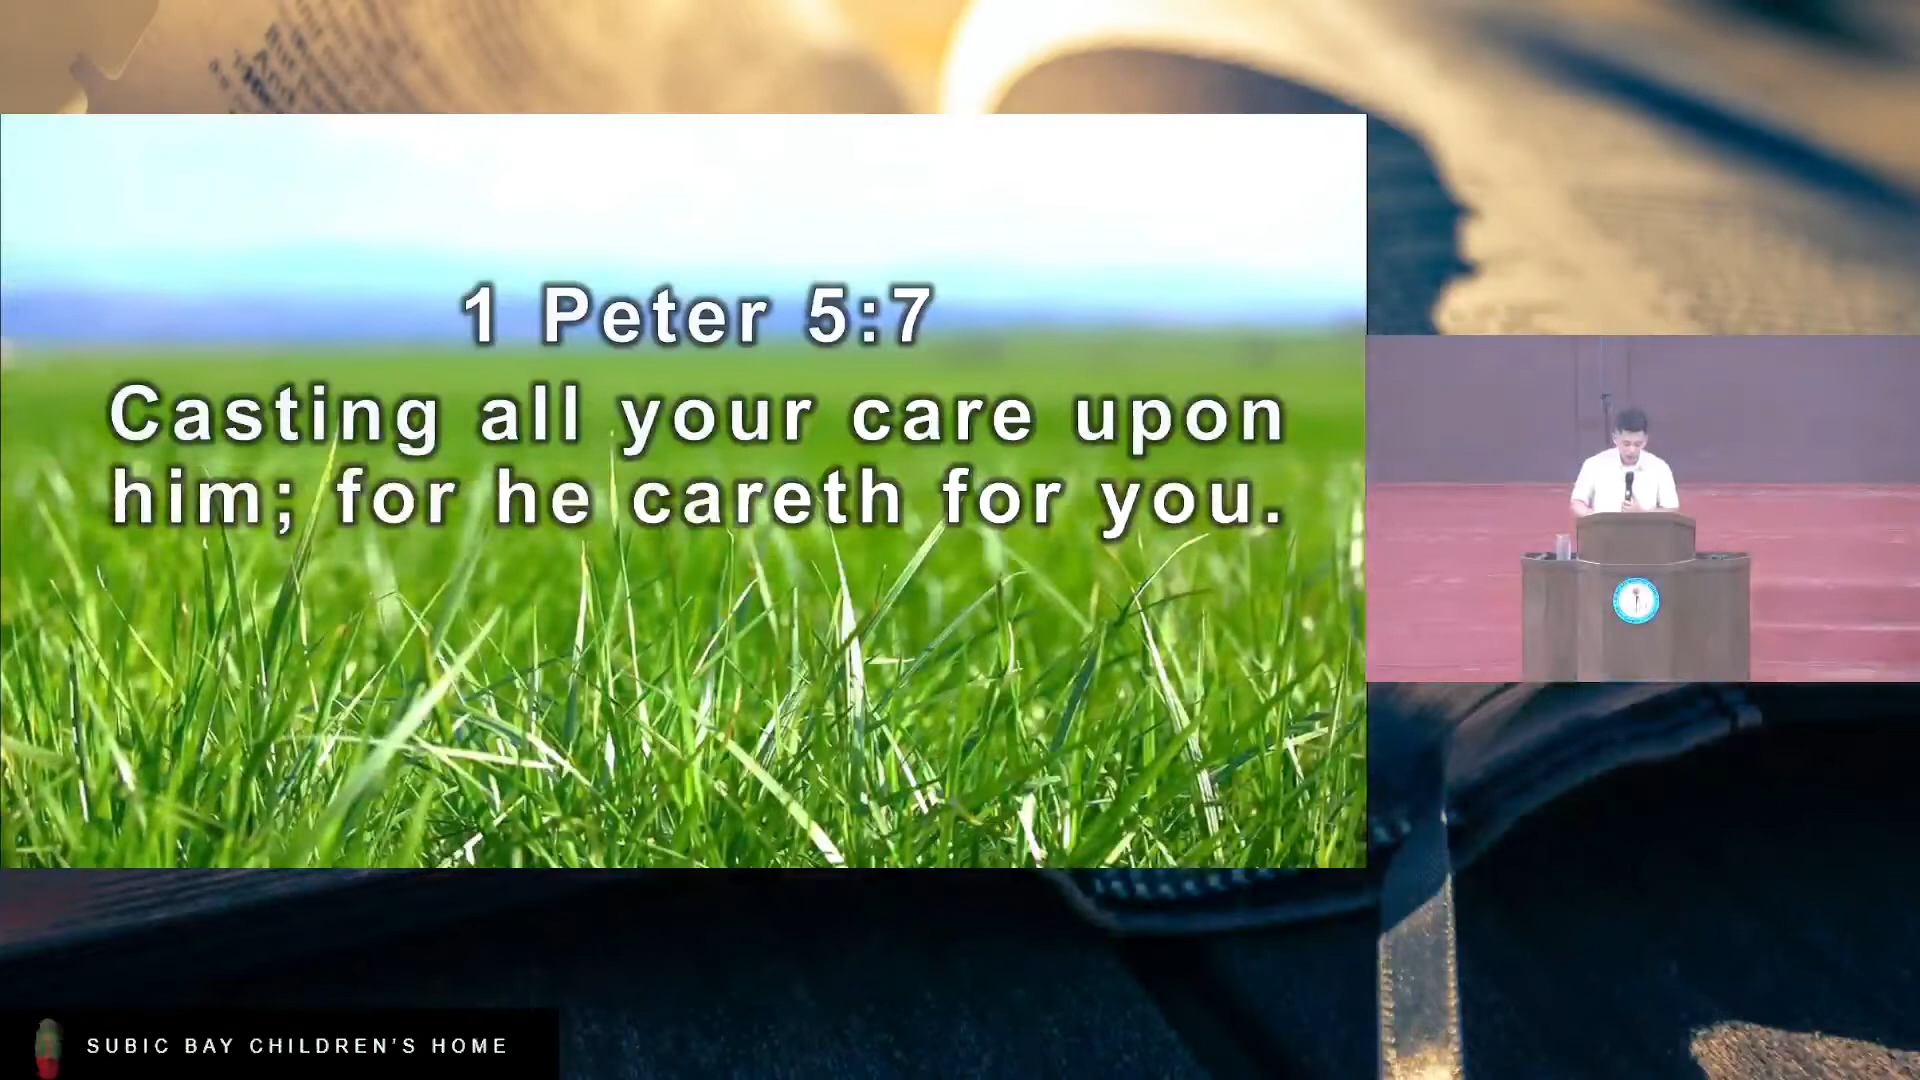 1 Peter 5:7
Casting all your care upon
him; for he careth for you.
SUBIC BAY CHILDREN'S HOME